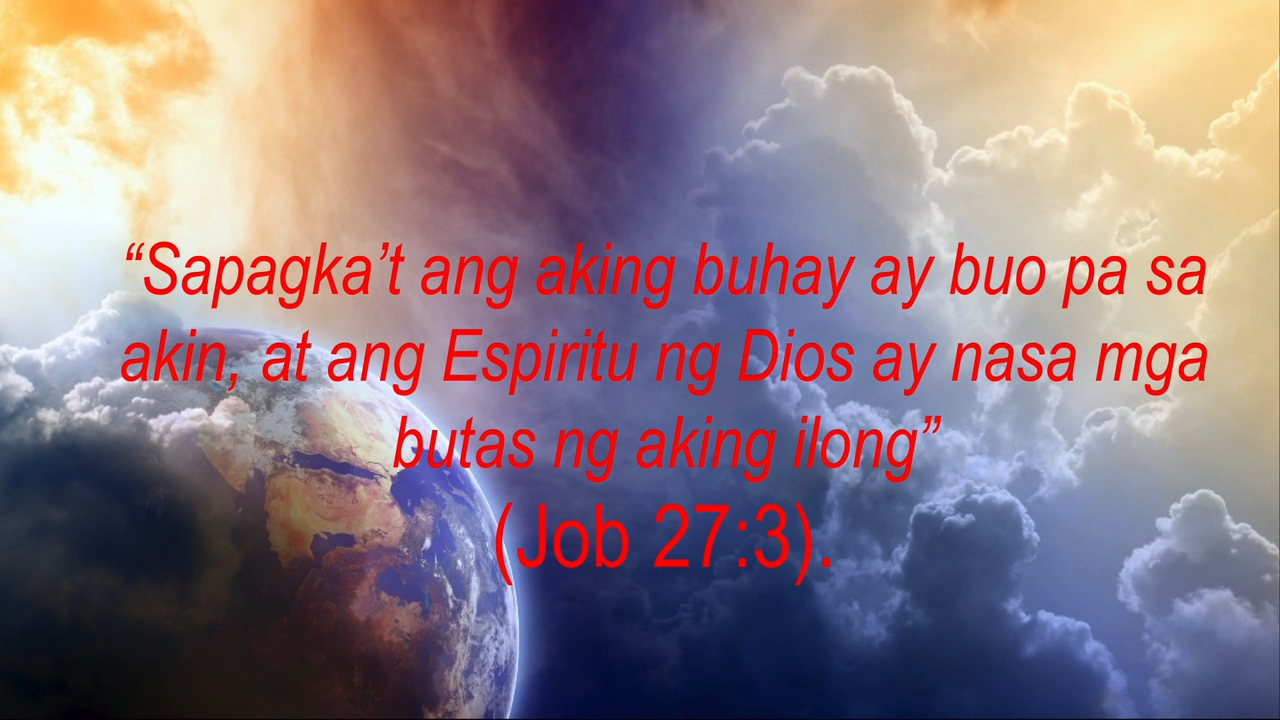 “Sapagka’t ang aking buhay ay buo pa sa
akin, at ang Espiritu ng Dios ay nasa mga
butas ng aking ilong”
(Job 27:3).